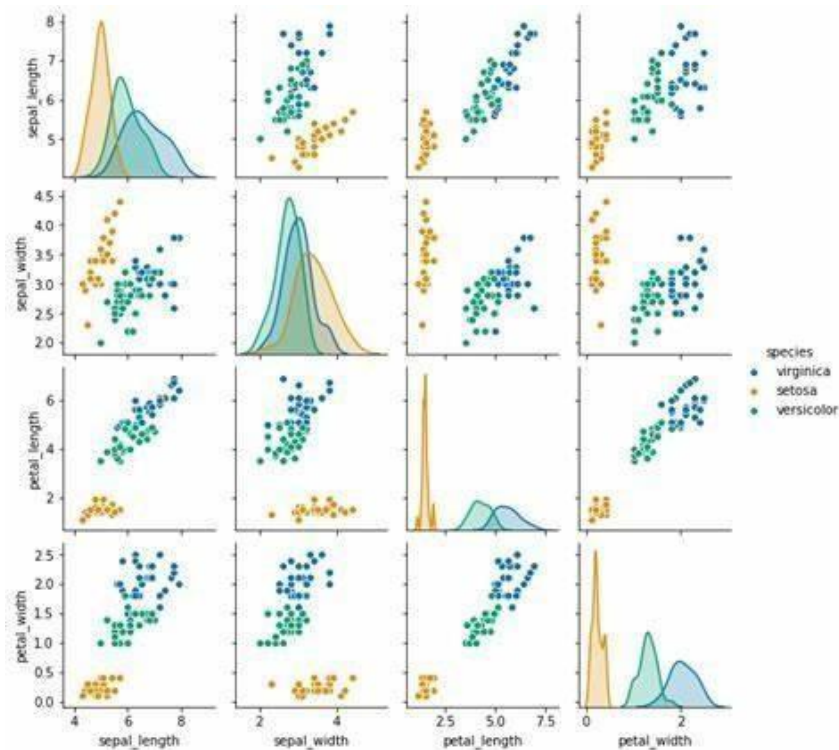 8
7
6
5
sepal_length
4.5
4.0
3.5
3.0
2.5
2.0
sepal_width
species
virginica
setosa
versicolor
6
4
2
petal_length
2.5
2.0
1.5
1.0
0.5
0.0
petal_width
4 6 8
2 4
2.5 5.0 7.5
0 2
sepal_length sepal_width petal_length petal_width